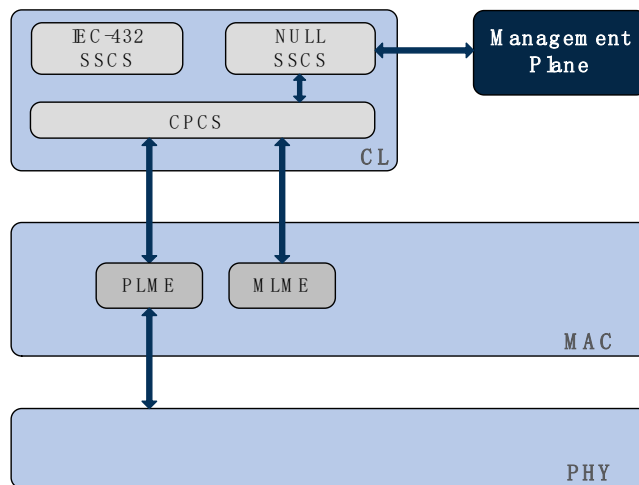 IEC-432
SSCS
NULL
SSCS
Management
Plane
CPCS
CL
PLME
MLME
MAC
PHY